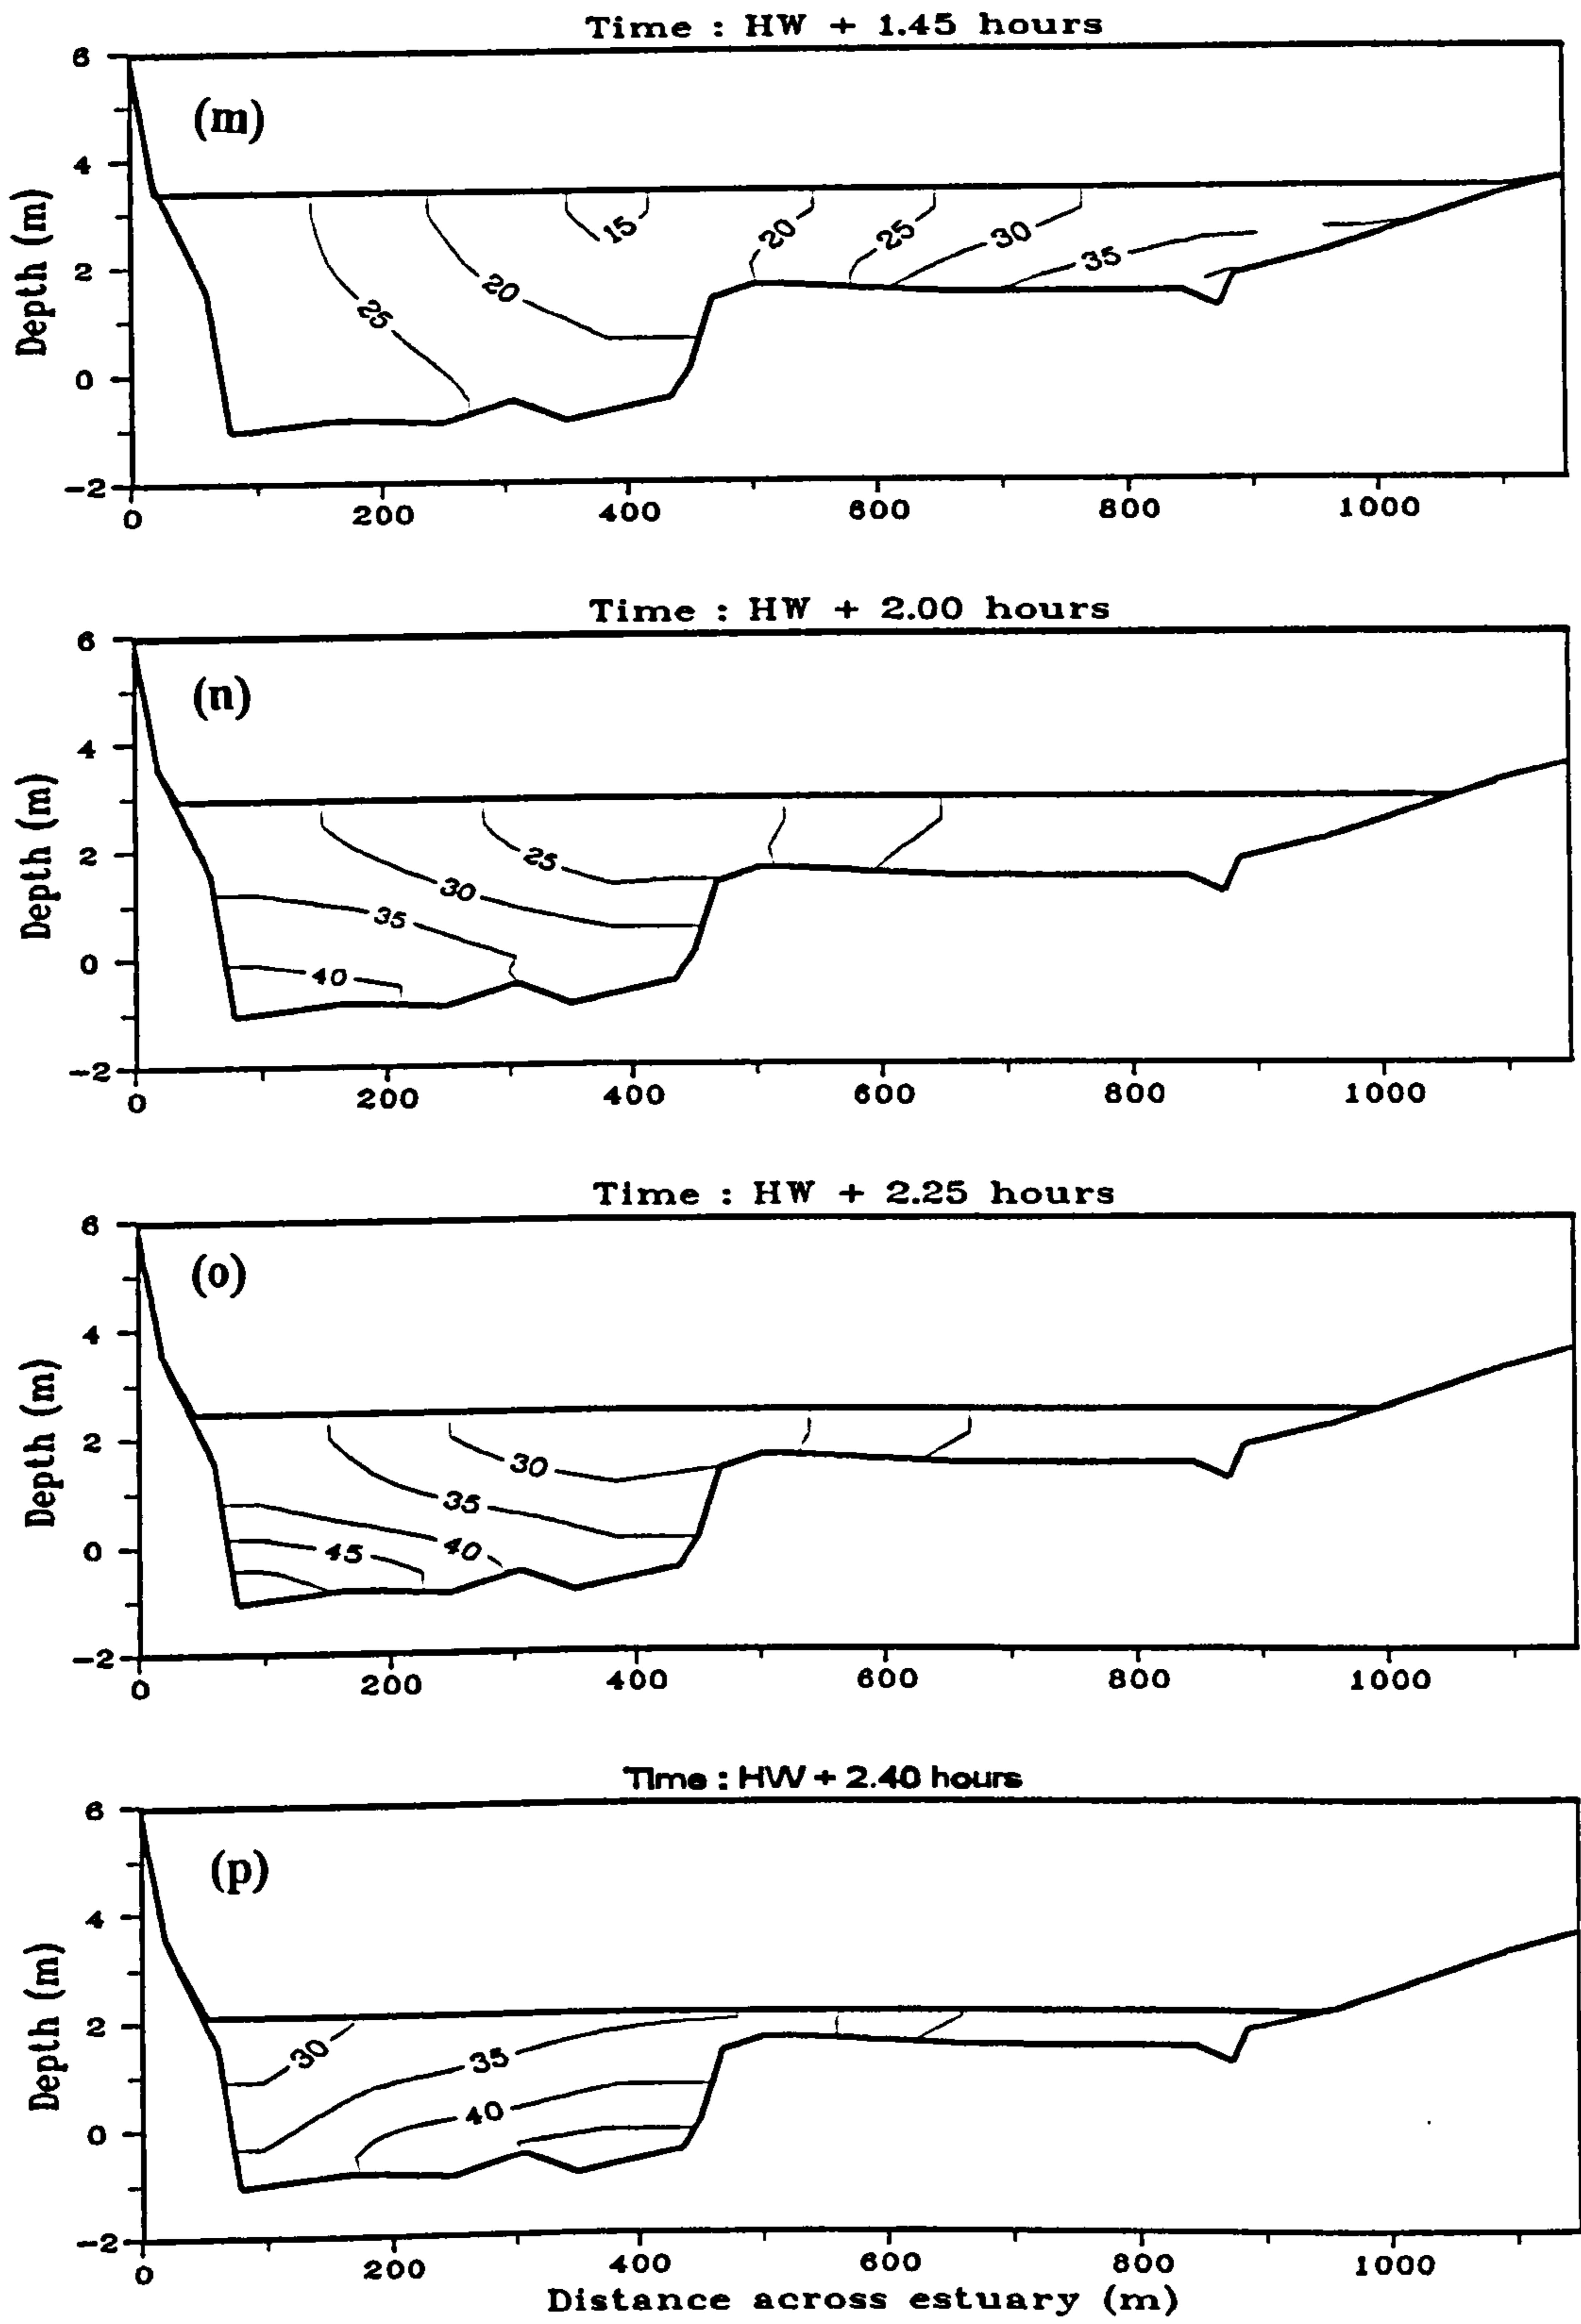 Time : HW + 1.45 hours
6
(m)
4
Depth (m)
15
20
25
30
35
2
20
25
0
-2
0 200 400 600 800 1000
Time : HW + 2.00 hours
6
(n)
4
Depth (m)
2
25
30
35
0
40
-2
0 200 400 600 800 1000
Time : HW + 2.25 hours
6
(o)
4
Depth (m)
2
30
35
0
45
40
-2
0 200 400 600 800 1000
Time : HW + 2.40 hours
6
(p)
4
Depth (m)
2
30
35
40
0
-2
0 200 400 600 800 1000
Distance across estuary (m)